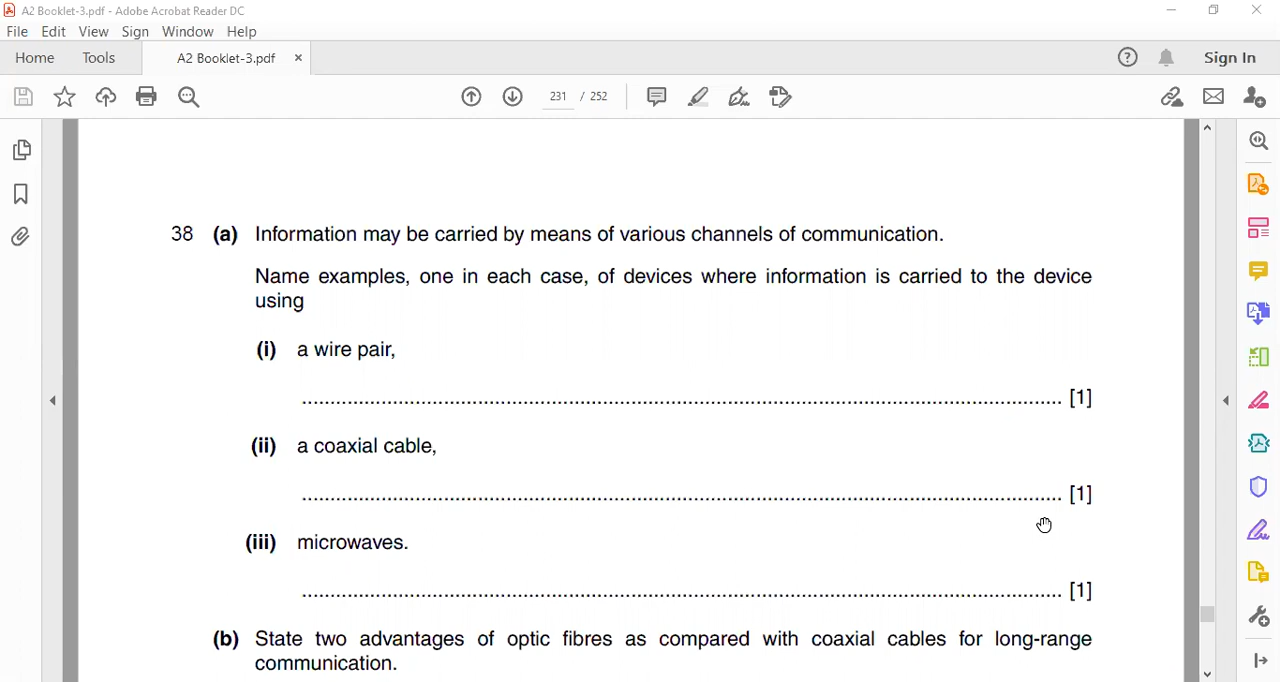 A2 Booklet-3.pdf - Adobe Acrobat Reader DC
File Edit View Sign Window Help
Home Tools A2 Booklet-3.pdf × Sign In
231 / 252
38 (a) Information may be carried by means of various channels of communication.
Name examples, one in each case, of devices where information is carried to the device
using
(i) a wire pair,
.......................................................................................................................................... [1]
(ii) a coaxial cable,
.......................................................................................................................................... [1]
(iii) microwaves.
.......................................................................................................................................... [1]
(b) State two advantages of optic fibres as compared with coaxial cables for long-range
communication.